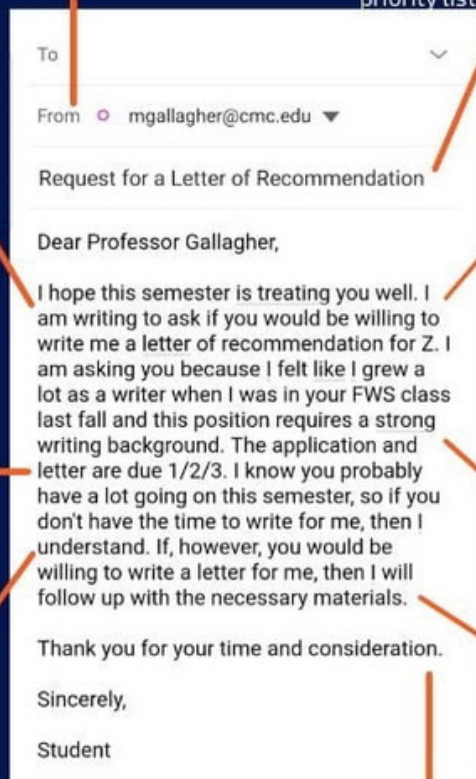 priority list
To
From mgallagher@cmc.edu
Request for a Letter of Recommendation
Dear Professor Gallagher,
I hope this semester is treating you well. I
am writing to ask if you would be willing to
write me a letter of recommendation for Z. I
am asking you because I felt like I grew a
lot as a writer when I was in your FWS class
last fall and this position requires a strong
writing background. The application and
letter are due 1/2/3. I know you probably
have a lot going on this semester, so if you
don't have the time to write for me, then I
understand. If, however, you would be
willing to write a letter for me, then I will
follow up with the necessary materials.
Thank you for your time and consideration.
Sincerely,
Student